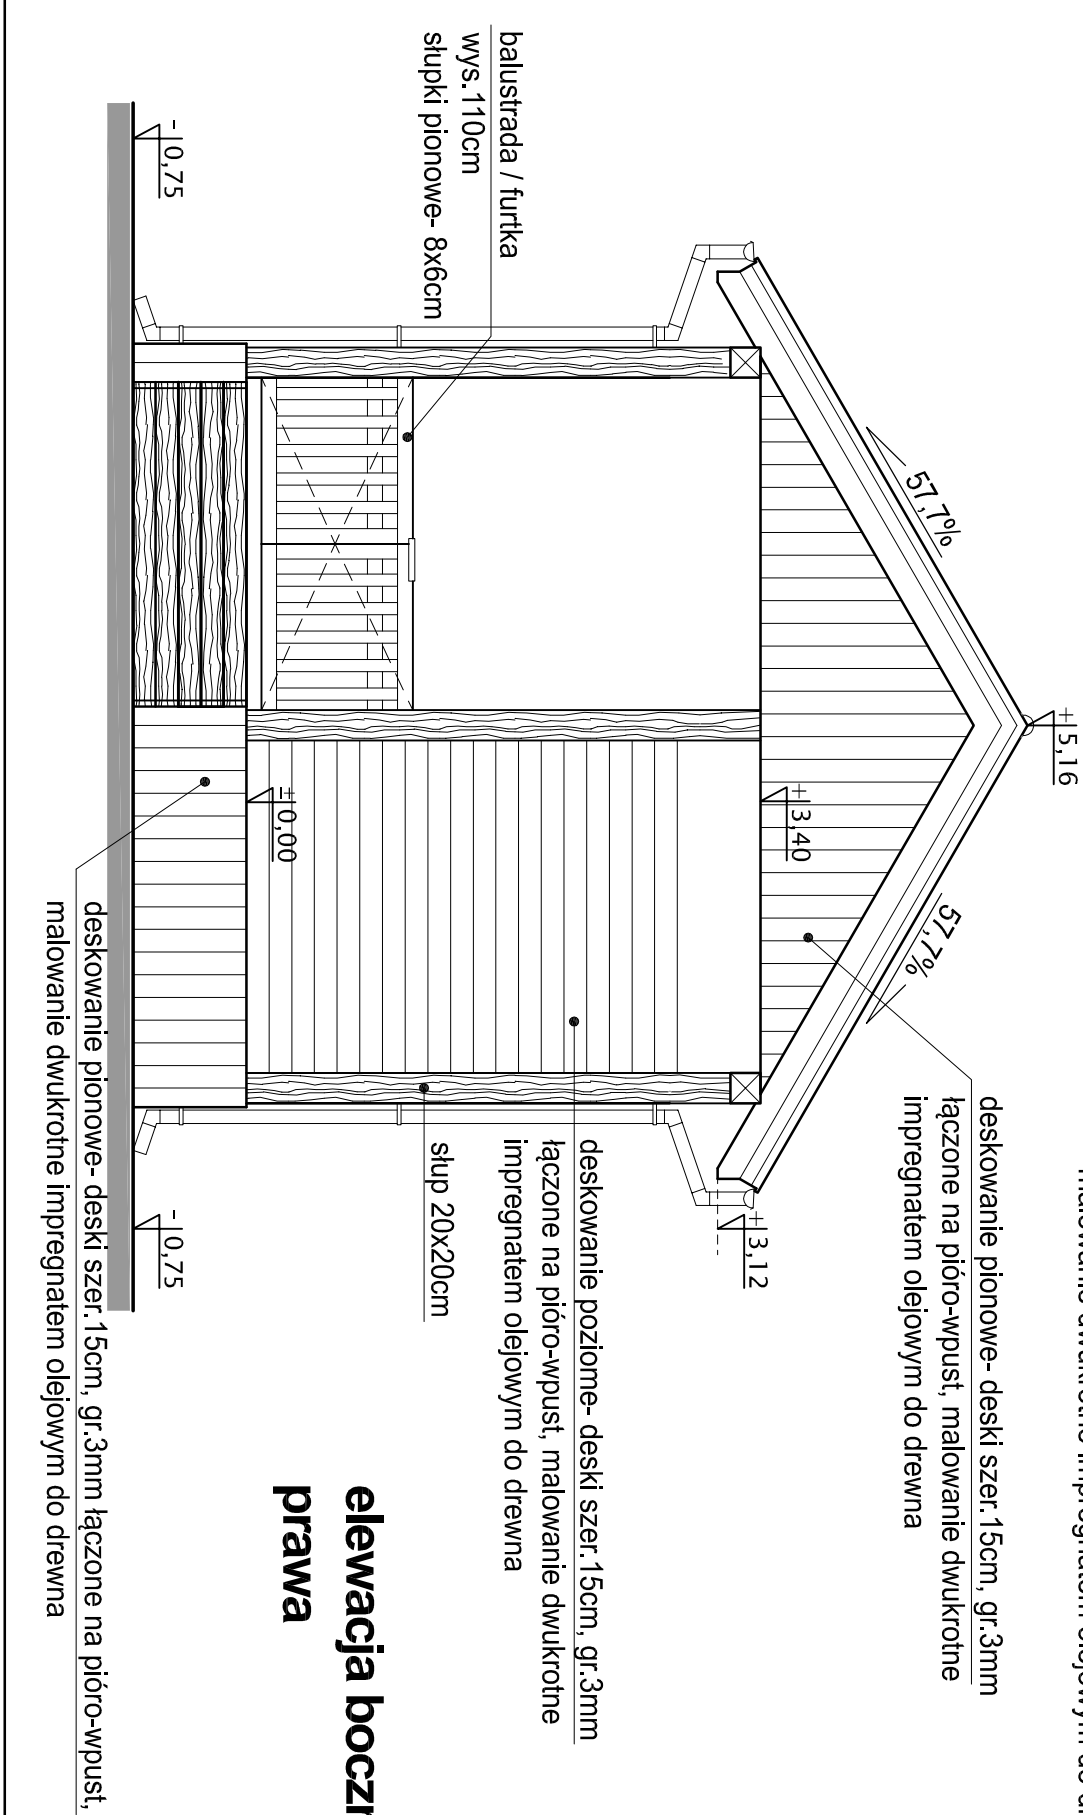 balustrada / furtka
wys.110cm
słupki pionowe- 8x6cm
57,7%
57,7%
+5,16
+3,40
±0,00
+3,12
-0,75
-0,75
deskowanie pionowe- deski szer.15cm, gr.3mm
łączone na pióro-wpust, malowanie dwukrotne
impregnatem olejowym do drewna
deskowanie poziome- deski szer.15cm, gr.3mm
łączone na pióro-wpust, malowanie dwukrotne
impregnatem olejowym do drewna
słup 20x20cm
elewacja boczn
prawa
deskowanie pionowe- deski szer.15cm, gr.3mm łączone na pióro-wpust,
malowanie dwukrotne impregnatem olejowym do drewna